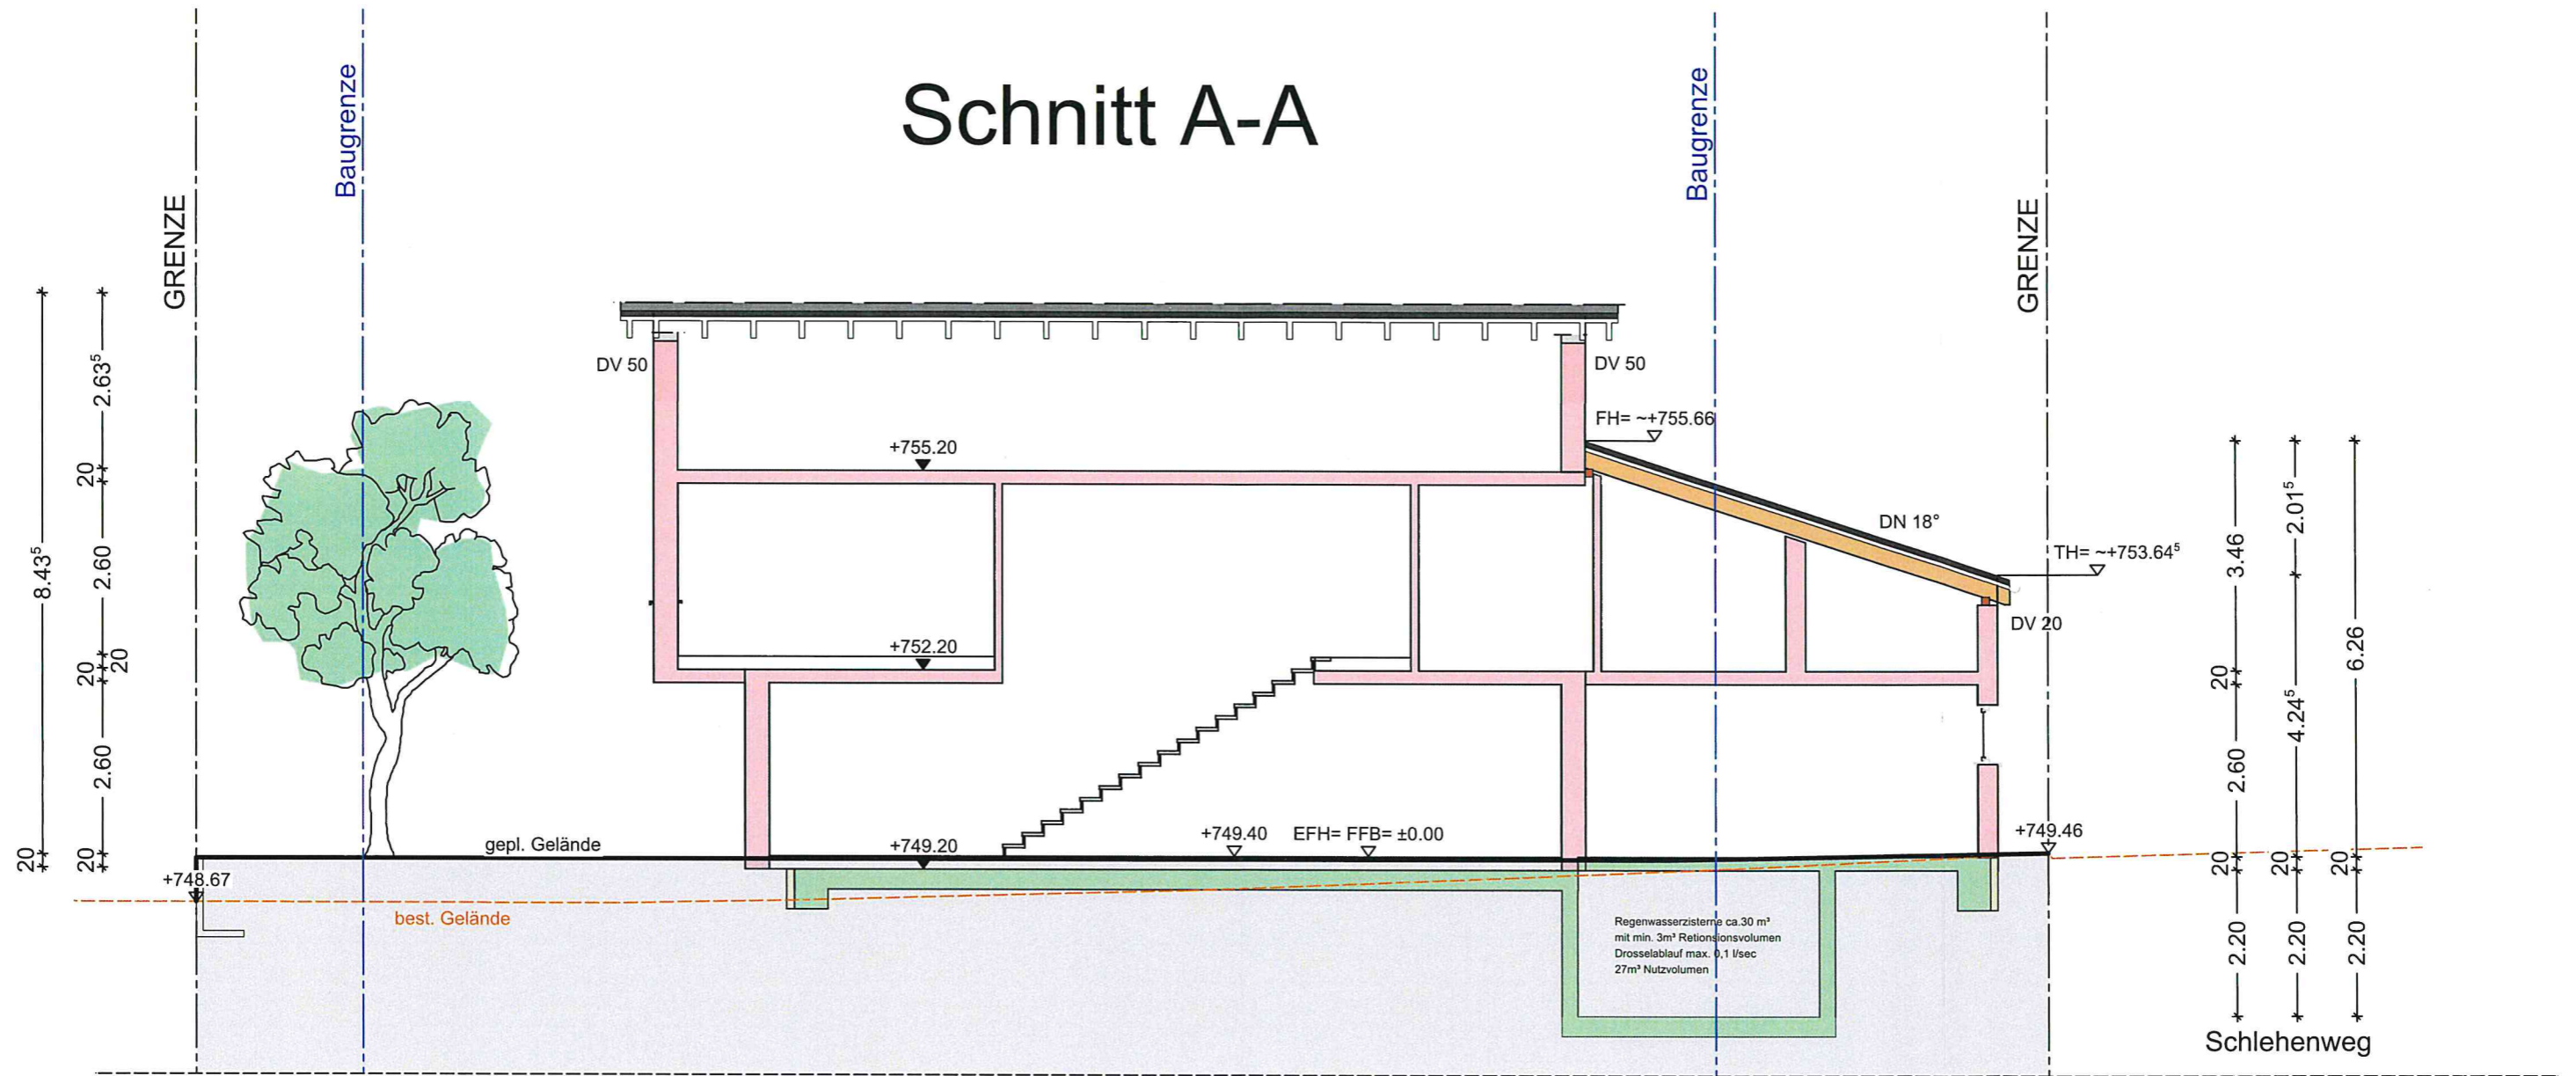 Schnitt A-A
GRENZE
Baugrenze
Baugrenze
GRENZE
DV 50
DV 50
FH= ~+755.66
+755.20
DN 18°
TH= ~+753.64⁵
DV 20
+752.20
gepl. Gelände
+749.20
+749.40
EFH= FFB= ±0.00
+749.46
+748.67
best. Gelände
Regenwasserzisterne ca.30 m³
mit min. 3m³ Retionsionsvolumen
Drosselablauf max. 0,1 l/sec
27m³ Nutzvolumen
8.43⁵
20
2.63⁵
20
2.60
20
20
2.60
20
3.46
20
2.60
20
2.20
2.01⁵
4.24⁵
20
2.20
6.26
20
2.20
Schlehenweg